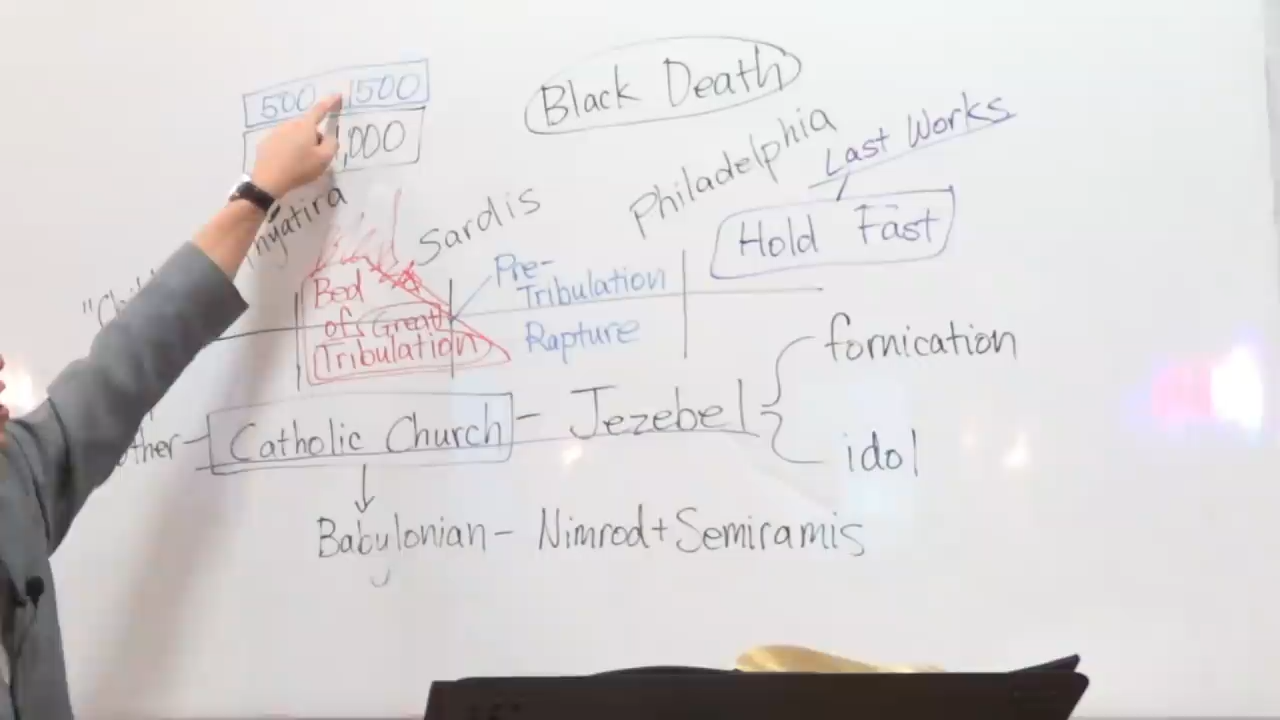 Black Death
500 - 1500
,000
Philadelphia
Last Works
Sardis
Hold Fast
Pre-
Tribulation
Rapture
Bed
of Great
Tribulation
fornication
Catholic Church - Jezebel
idol
Babylonian - Nimrod + Semiramis